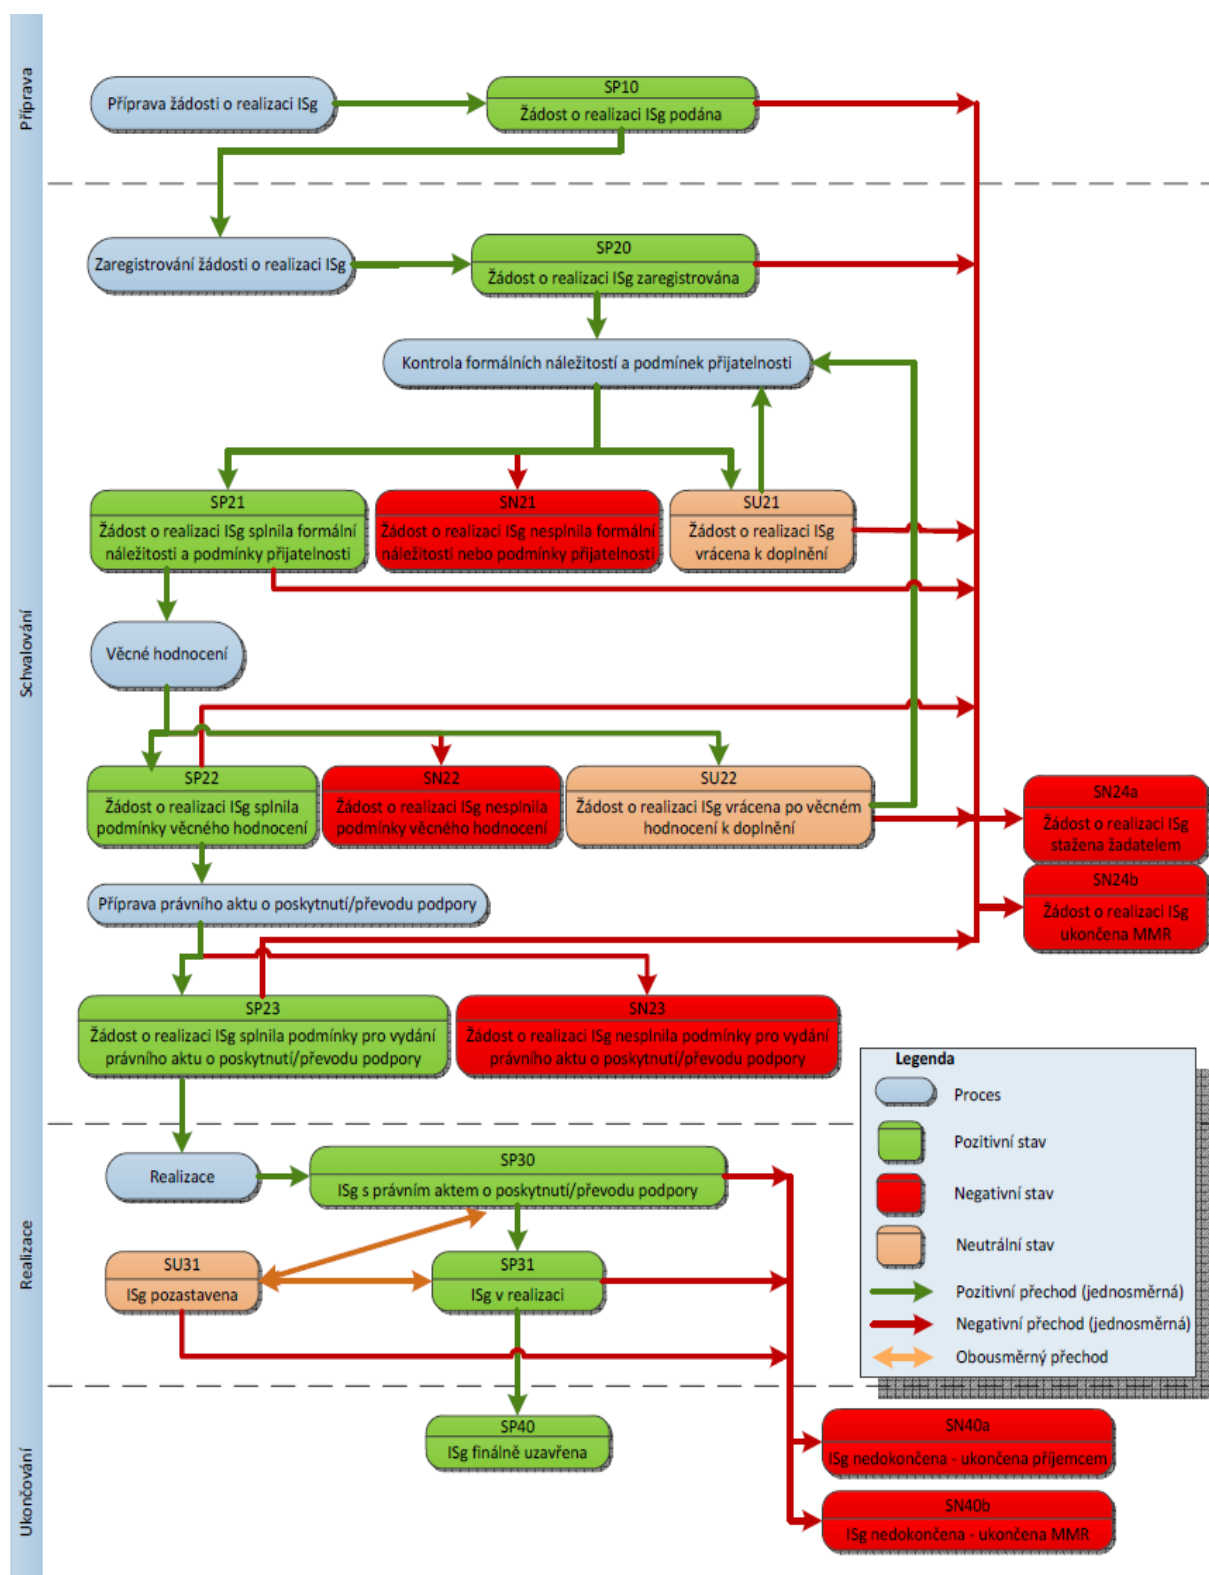 Příprava
Příprava žádosti o realizaci ISg
SP10
Žádost o realizaci ISg podána
Schvalování
Zaregistrování žádosti o realizaci ISg
SP20
Žádost o realizaci ISg zaregistrována
Kontrola formálních náležitostí a podmínek přijatelnosti
SP21
Žádost o realizaci ISg splnila formální
náležitosti a podmínky přijatelnosti
SN21
Žádost o realizaci ISg nesplnila formální
náležitosti nebo podmínky přijatelnosti
SU21
Žádost o realizaci ISg
vrácena k doplnění
Věcné hodnocení
SP22
Žádost o realizaci ISg splnila
podmínky věcného hodnocení
SN22
Žádost o realizaci ISg nesplnila
podmínky věcného hodnocení
SU22
Žádost o realizaci ISg vrácena po věcném
hodnocení k doplnění
SN24a
Žádost o realizaci ISg
stažena žadatelem
SN24b
Žádost o realizaci ISg
ukončena MMR
Příprava právního aktu o poskytnutí/převodu podpory
SP23
Žádost o realizaci ISg splnila podmínky pro vydání
právního aktu o poskytnutí/převodu podpory
SN23
Žádost o realizaci ISg nesplnila podmínky pro vydání
právního aktu o poskytnutí/převodu podpory
Legenda
Proces
Pozitivní stav
Negativní stav
Neutrální stav
Pozitivní přechod (jednosměrná)
Negativní přechod (jednosměrná)
Obousměrný přechod
Realizace
Realizace
SP30
ISg s právním aktem o poskytnutí/převodu podpory
SU31
ISg pozastavena
SP31
ISg v realizaci
Ukončování
SP40
ISg finálně uzavřena
SN40a
ISg nedokončena - ukončena příjemcem
SN40b
ISg nedokončena - ukončena MMR